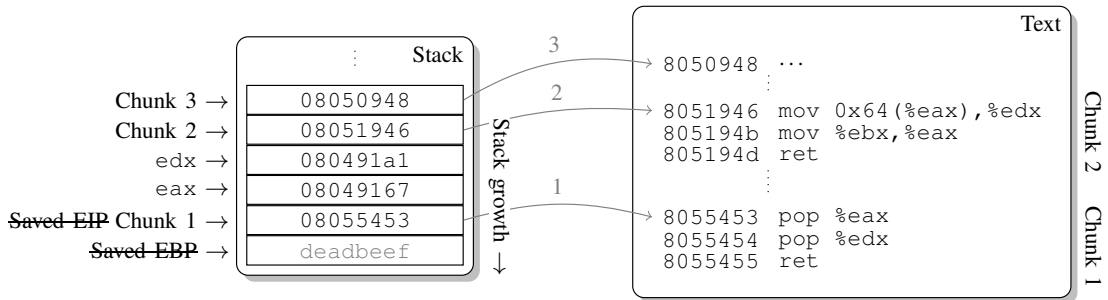 Stack
Chunk 3 → 08050948
Chunk 2 → 08051946
edx → 080491a1
eax → 08049167
Saved EIP Chunk 1 → 08055453
Saved EBP → deadbeef
Stack growth →
3
2
1
Text
8050948 ...
8051946 mov 0x64(%eax),%edx
805194b mov %ebx,%eax
805194d ret
8055453 pop %eax
8055454 pop %edx
8055455 ret
Chunk 2
Chunk 1